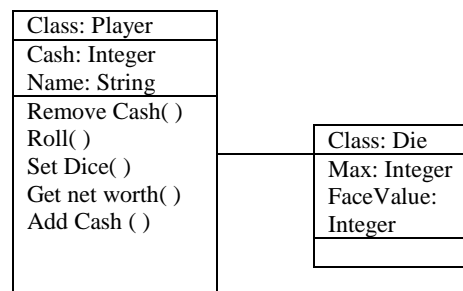 Class: Player
Cash: Integer
Name: String
Remove Cash( )
Roll( )
Set Dice( )
Get net worth( )
Add Cash ( )
Class: Die
Max: Integer
FaceValue:
Integer